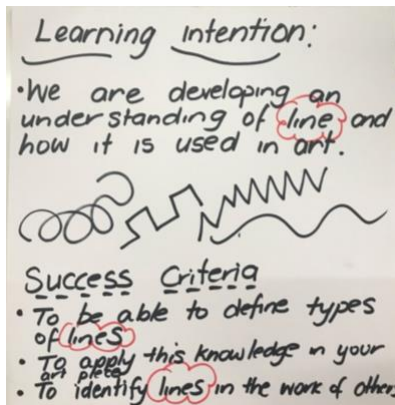 Learning intention:
• We are developing an
understanding of line and
how it is used in art.
Success Criteria
• To be able to define types
of lines
• To apply this knowledge in your
art piece
• To identify lines in the work of others